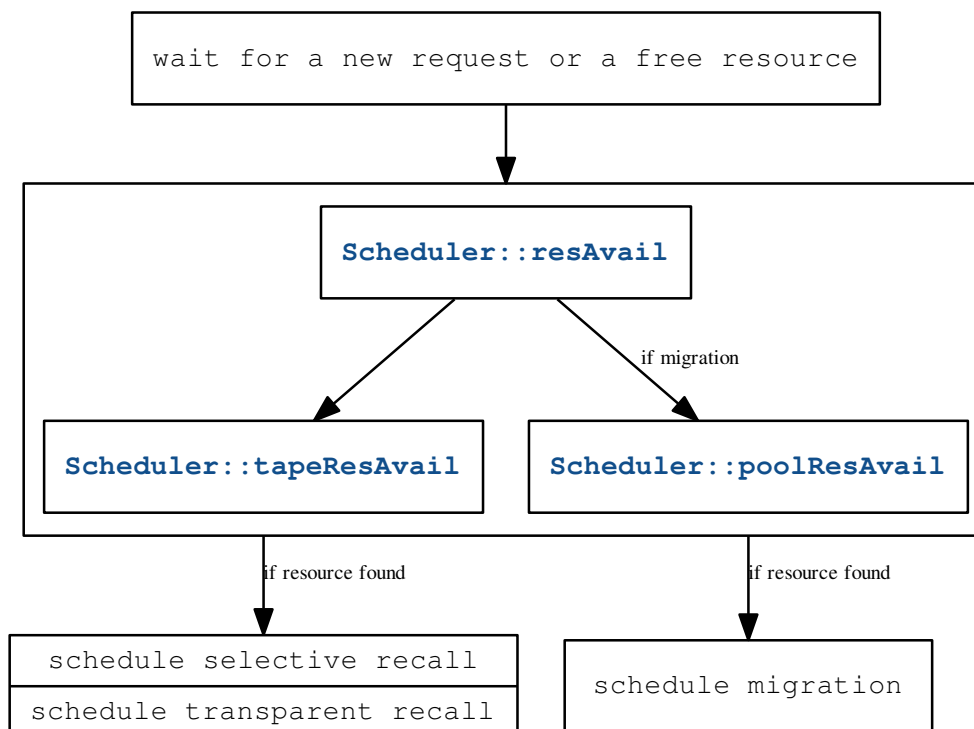 wait for a new request or a free resource
Scheduler::resAvail
if migration
Scheduler::tapeResAvail
Scheduler::poolResAvail
if resource found
if resource found
schedule selective recall
schedule transparent recall
schedule migration